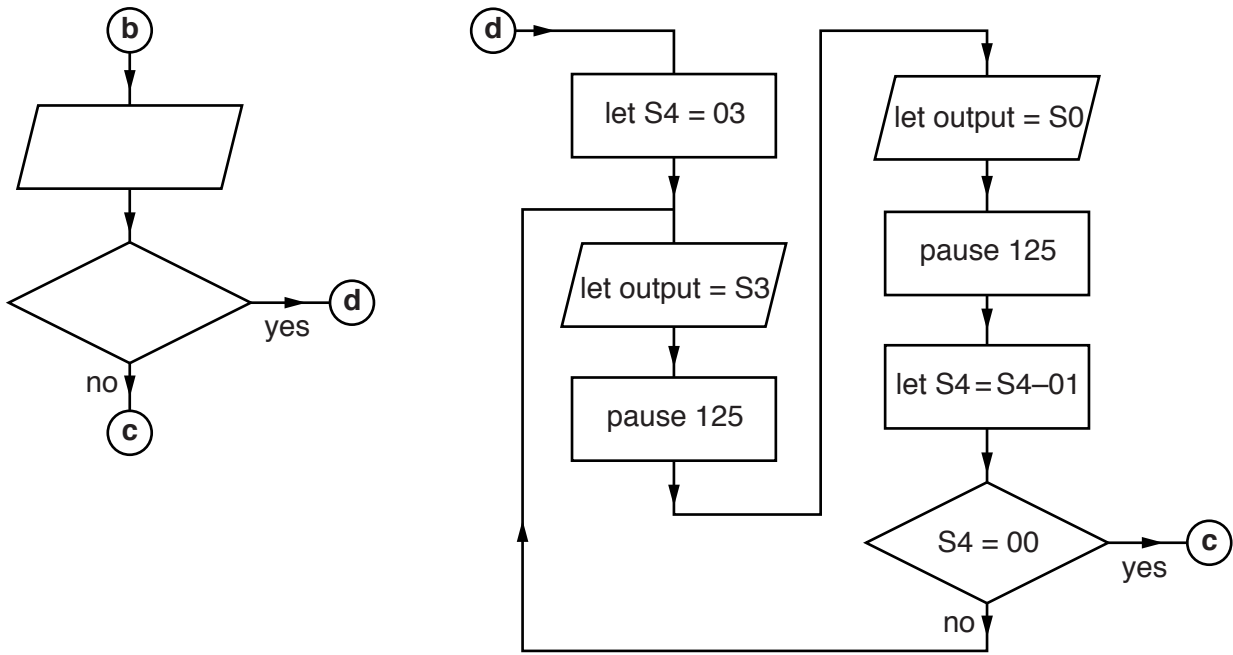 b
yes
d
no
c
d
let S4 = 03
let output = S3
pause 125
let output = S0
pause 125
let S4 = S4–01
S4 = 00
yes
c
no